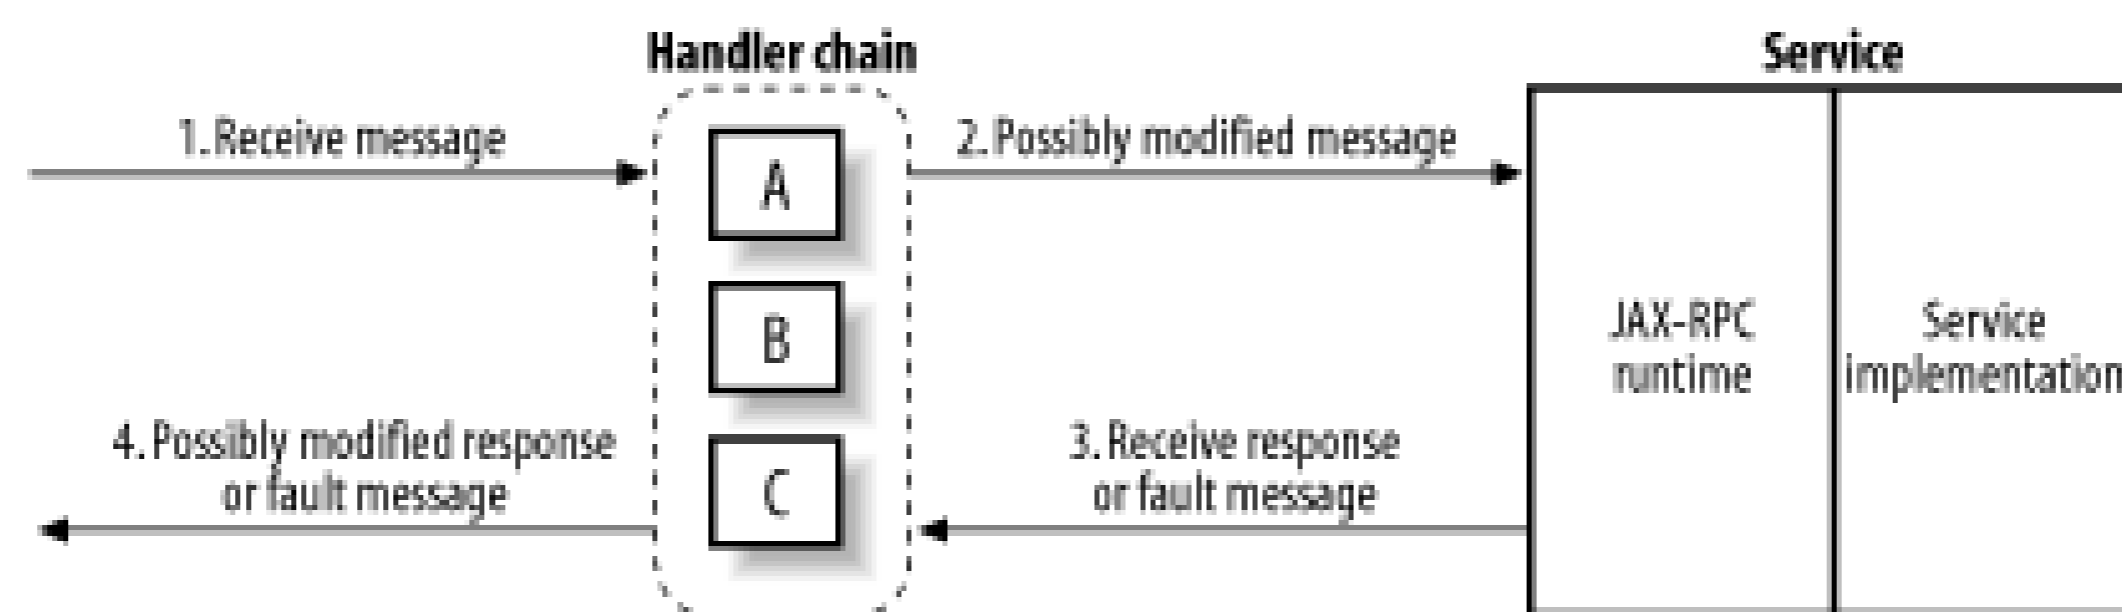 Handler chain
Service
1. Receive message
2. Possibly modified message
A
B
C
JAX-RPC
runtime
Service
implementation
4. Possibly modified response
or fault message
3. Receive response
or fault message